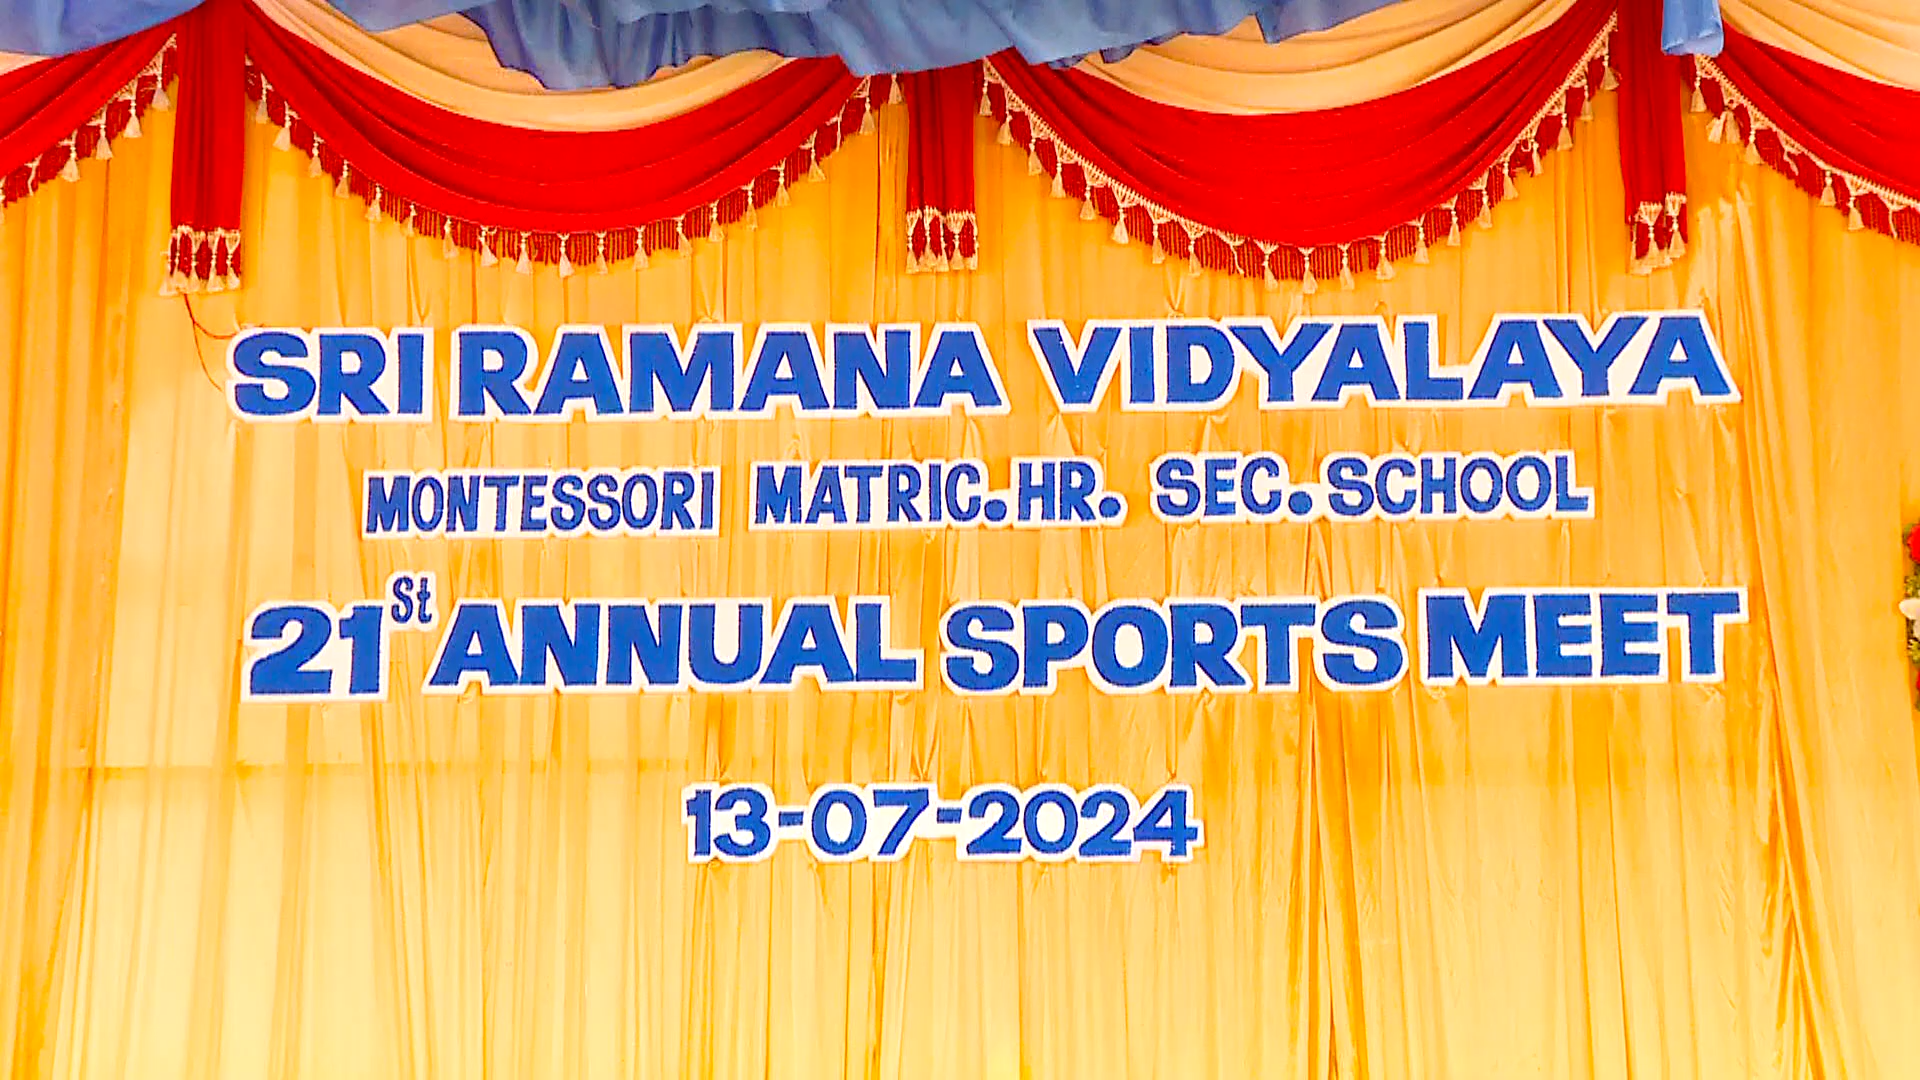 SRI RAMANA VIDYALAYA
MONTESSORI MATRIC.HR. SEC.SCHOOL
21St ANNUAL SPORTS MEET
13-07-2024